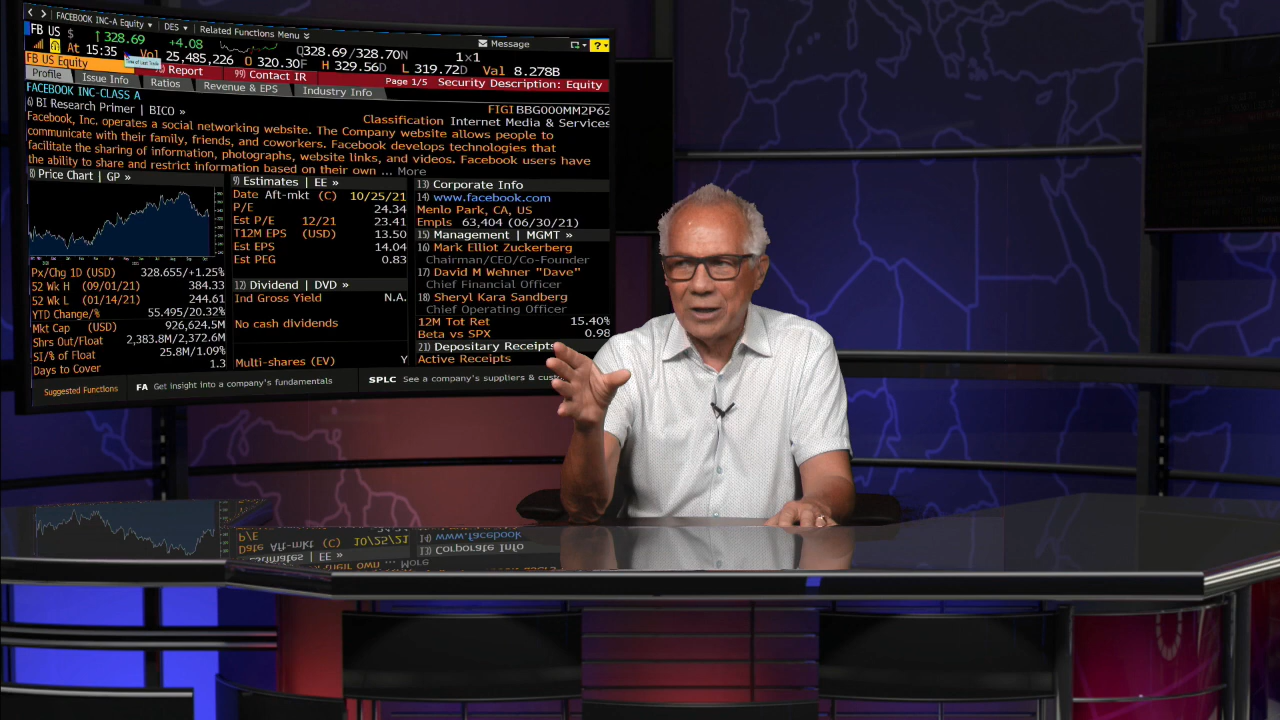 FACEBOOK INC-A Equity DES Related Functions Menu
Message
FB US $ ↑ 328.69 +4.08 Q328.69/328.70N 1x1
At 15:35 Vol 25,485,226 O 320.30F H 329.56D L 319.72D Val 8.278B
FB US Equity Report 99) Contact IR Page 1/5 Security Description: Equity
Profile Issue Info Ratios Revenue & EPS Industry Info
FACEBOOK INC-CLASS A
FIGI BBG000MM2P62
6) BI Research Primer | BICO »
Classification Internet Media & Services
Facebook, Inc. operates a social networking website. The Company website allows people to
communicate with their family, friends, and coworkers. Facebook develops technologies that
facilitate the sharing of information, photographs, website links, and videos. Facebook users have
the ability to share and restrict information based on their own ... More
8) Price Chart | GP »
Px/Chg 1D (USD) 328.655/+1.25%
52 Wk H (09/01/21) 384.33
52 Wk L (01/14/21) 244.61
YTD Change/% 55.495/20.32%
Mkt Cap (USD) 926,624.5M
Shrs Out/Float 2,383.8M/2,372.6M
SI/% of Float 25.8M/1.09%
Days to Cover 1.3
9) Estimates | EE »
Date Aft-mkt (C) 10/25/21
P/E 24.34
Est P/E 12/21 23.41
T12M EPS (USD) 13.50
Est EPS 14.04
Est PEG 0.83
12) Dividend | DVD »
Ind Gross Yield N.A.
No cash dividends
Multi-shares (EV) Y
13) Corporate Info
14) www.facebook.com
Menlo Park, CA, US
Empls 63,404 (06/30/21)
15) Management | MGMT »
16) Mark Elliot Zuckerberg
Chairman/CEO/Co-Founder
17) David M Wehner "Dave"
Chief Financial Officer
18) Sheryl Kara Sandberg
Chief Operating Officer
12M Tot Ret 15.40%
Beta vs SPX 0.98
21) Depositary Receipts
Active Receipts
Suggested Functions FA Get insight into a company's fundamentals SPLC See a company's suppliers &